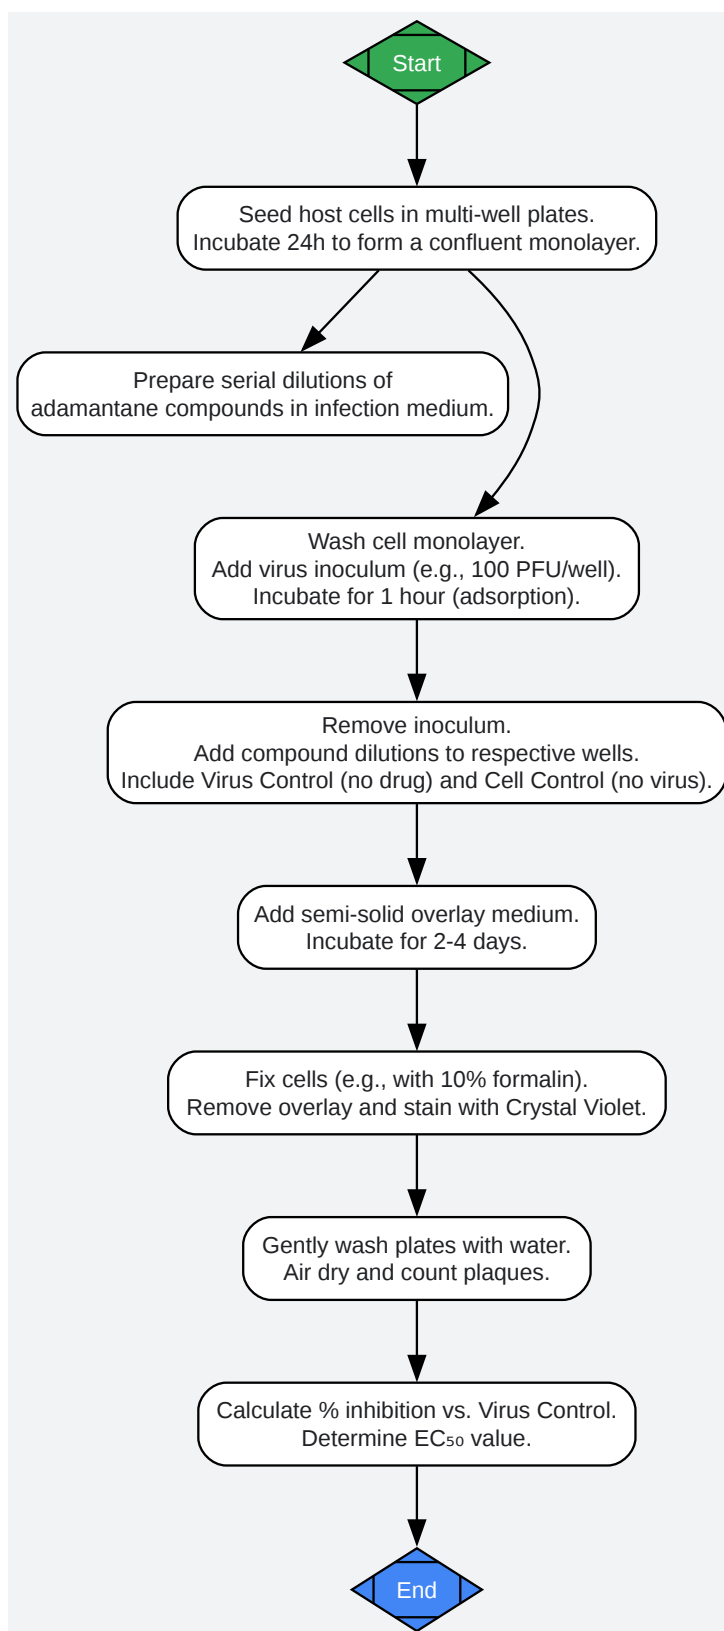 Start
Seed host cells in multi-well plates.
Incubate 24h to form a confluent monolayer.
Prepare serial dilutions of
adamantane compounds in infection medium.
Wash cell monolayer.
Add virus inoculum (e.g., 100 PFU/well).
Incubate for 1 hour (adsorption).
Remove inoculum.
Add compound dilutions to respective wells.
Include Virus Control (no drug) and Cell Control (no virus).
Add semi-solid overlay medium.
Incubate for 2-4 days.
Fix cells (e.g., with 10% formalin).
Remove overlay and stain with Crystal Violet.
Gently wash plates with water.
Air dry and count plaques.
Calculate % inhibition vs. Virus Control.
Determine EC₅₀ value.
End